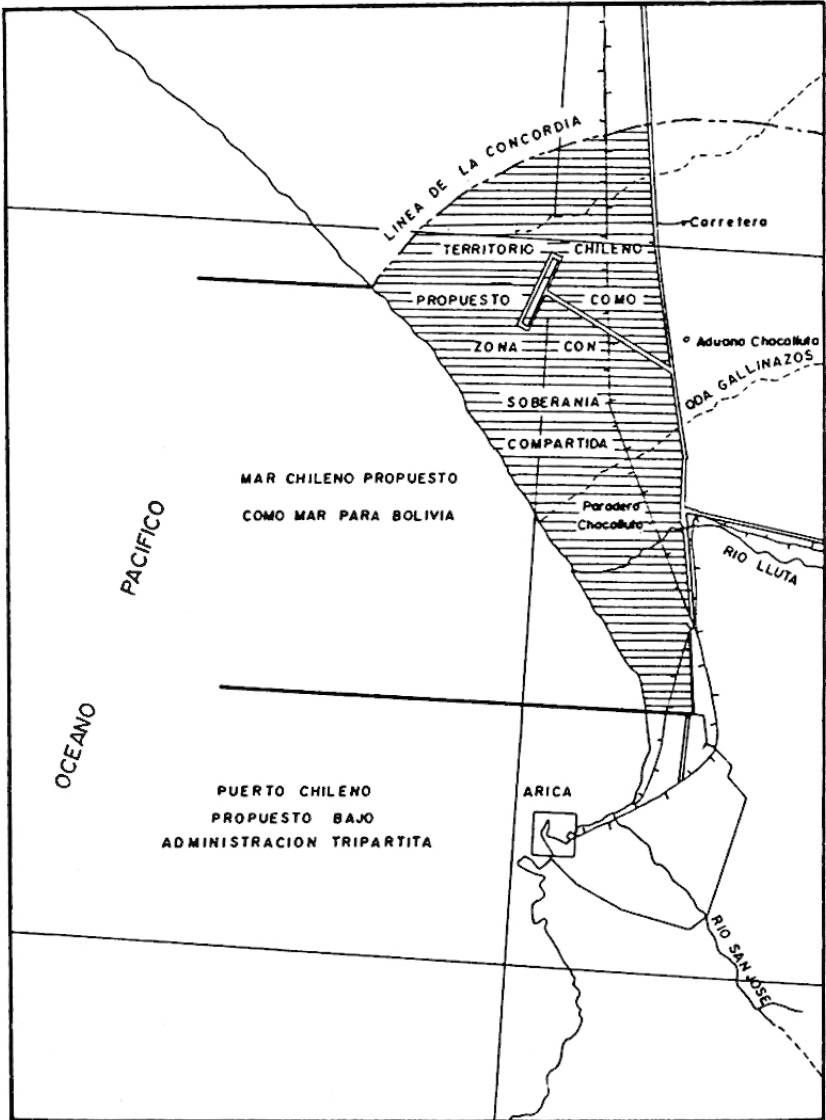 LINEA DE LA CONCORDIA
Carretera
TERRITORIO CHILENO
PROPUESTO COMO
ZONA CON
SOBERANIA
COMPARTIDA
Aduana Chacalluta
QDA GALLINAZOS
MAR CHILENO PROPUESTO
COMO MAR PARA BOLIVIA
Paradero
Chacalluta
RIO LLUTA
OCEANO PACIFICO
PUERTO CHILENO
PROPUESTO BAJO
ADMINISTRACION TRIPARTITA
ARICA
RIO SAN JOSE